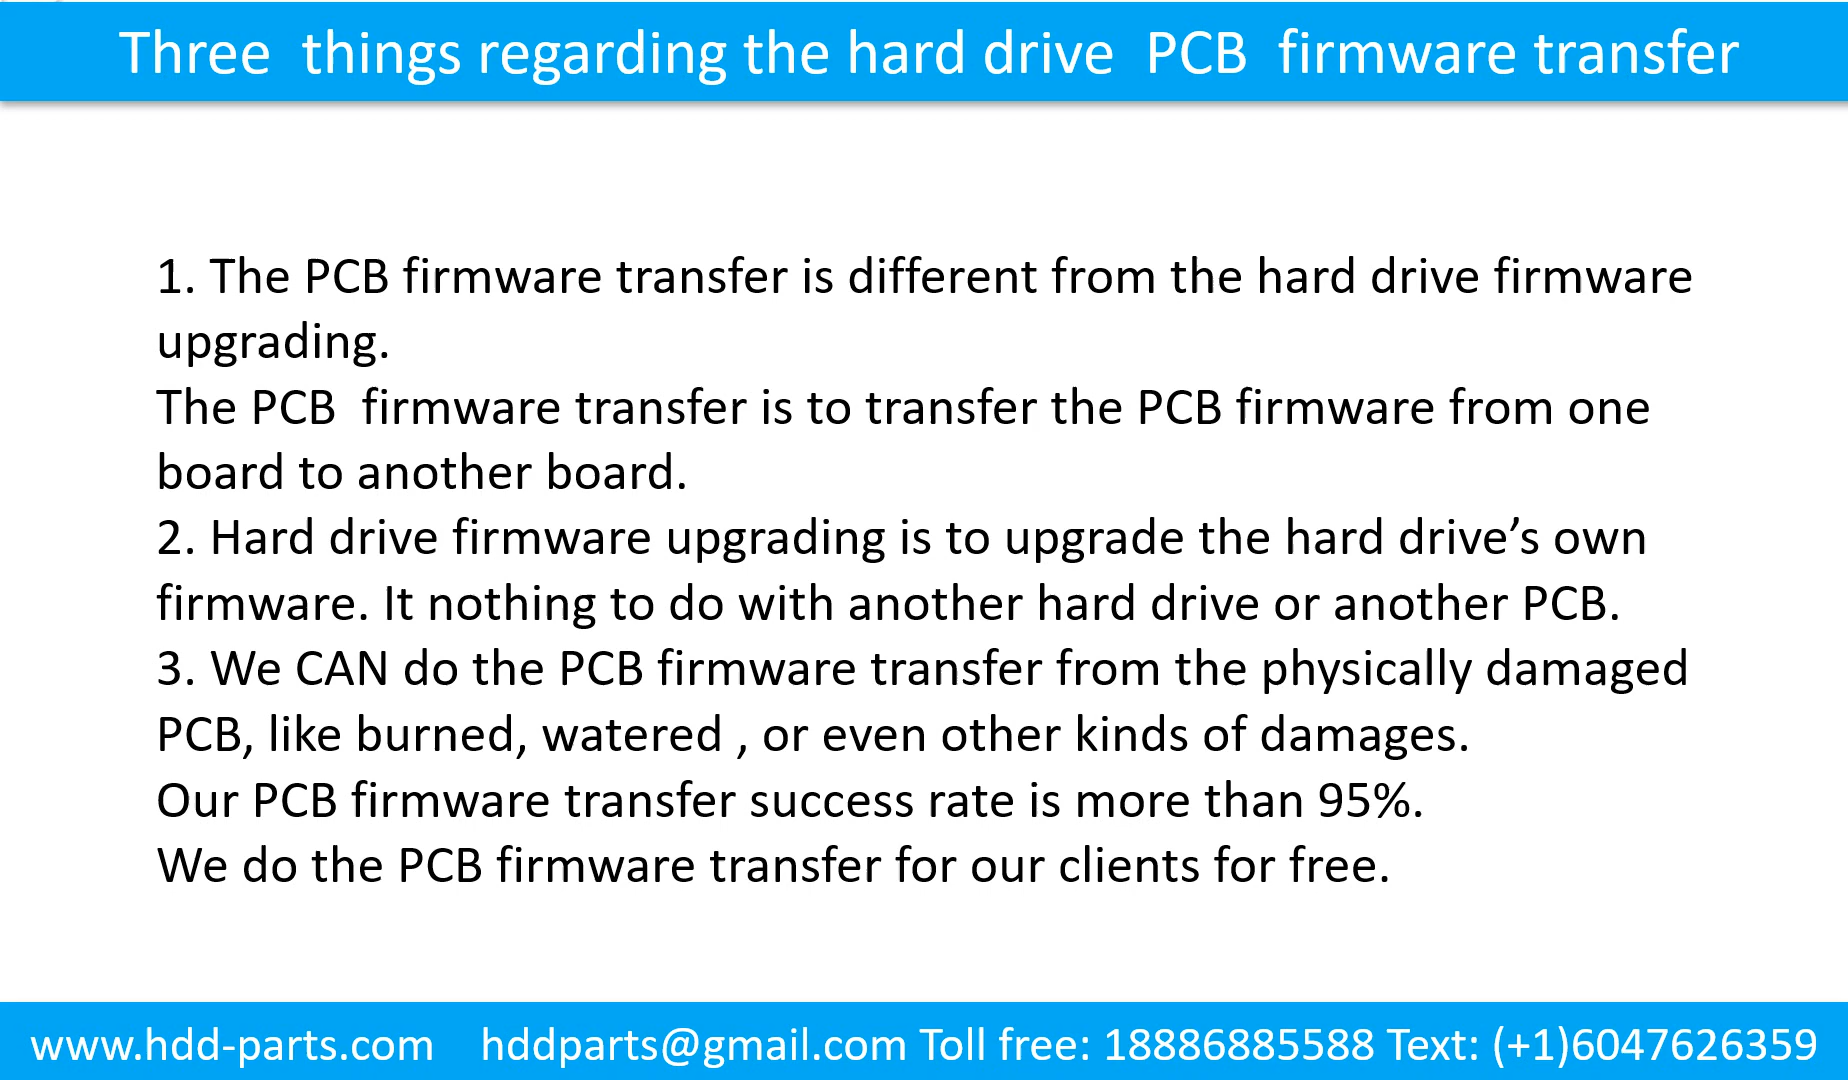 Three  things regarding the hard drive  PCB  firmware transfer
1. The PCB firmware transfer is different from the hard drive firmware
upgrading.
The PCB  firmware transfer is to transfer the PCB firmware from one
board to another board.
2. Hard drive firmware upgrading is to upgrade the hard drive’s own
firmware. It nothing to do with another hard drive or another PCB.
3. We CAN do the PCB firmware transfer from the physically damaged
PCB, like burned, watered , or even other kinds of damages.
Our PCB firmware transfer success rate is more than 95%.
We do the PCB firmware transfer for our clients for free.
www.hdd-parts.com    hddparts@gmail.com Toll free: 18886885588 Text: (+1)6047626359